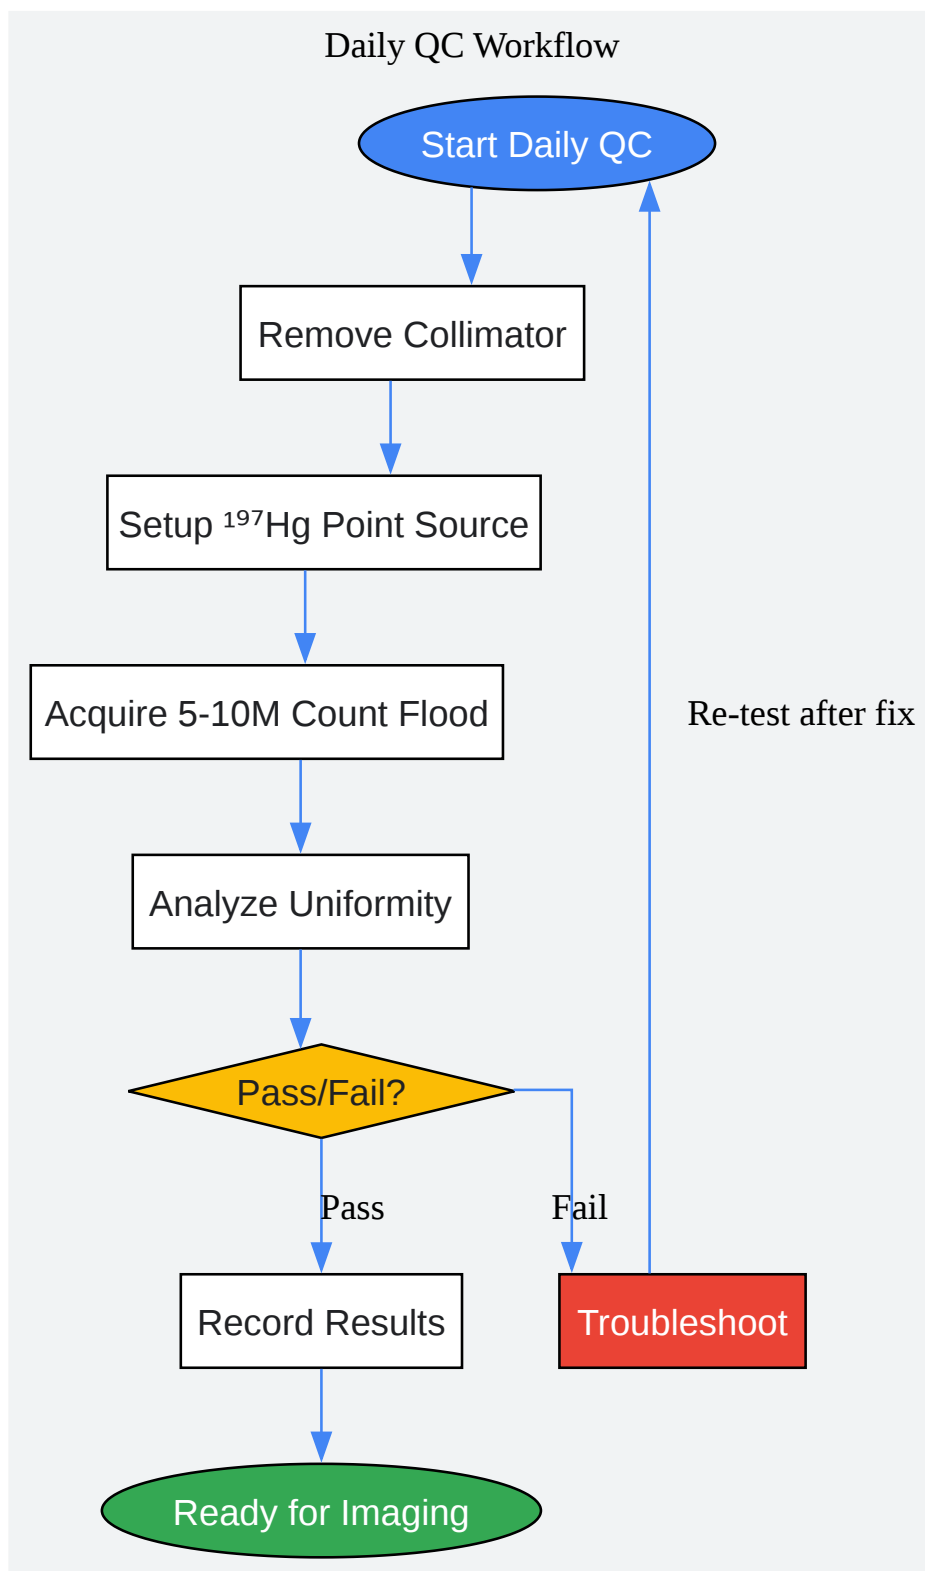 Daily QC Workflow
Start Daily QC
Remove Collimator
Setup ¹⁹⁷Hg Point Source
Acquire 5-10M Count Flood
Re-test after fix
Analyze Uniformity
Pass/Fail?
Pass
Fail
Record Results
Troubleshoot
Ready for Imaging